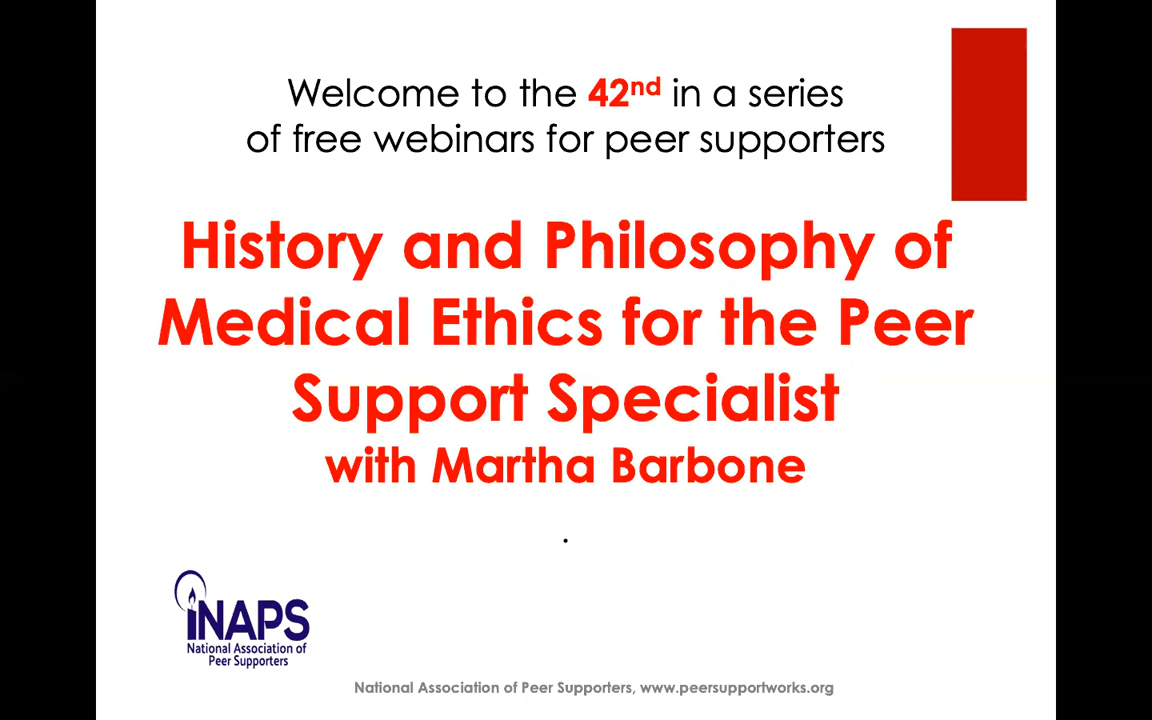 Welcome to the 42nd in a series
of free webinars for peer supporters
History and Philosophy of
Medical Ethics for the Peer
Support Specialist
with Martha Barbone
.
iNAPS
National Association of
Peer Supporters
National Association of Peer Supporters, www.peersupportworks.org